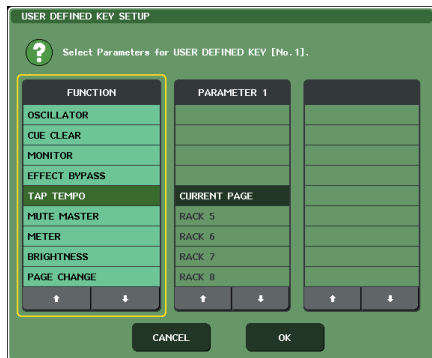 USER DEFINED KEY SETUP
Select Parameters for USER DEFINED KEY [No.1].
FUNCTION
PARAMETER 1
OSCILLATOR
CUE CLEAR
MONITOR
EFFECT BYPASS
TAP TEMPO
CURRENT PAGE
MUTE MASTER
RACK 5
METER
RACK 6
BRIGHTNESS
RACK 7
PAGE CHANGE
RACK 8
CANCEL
OK